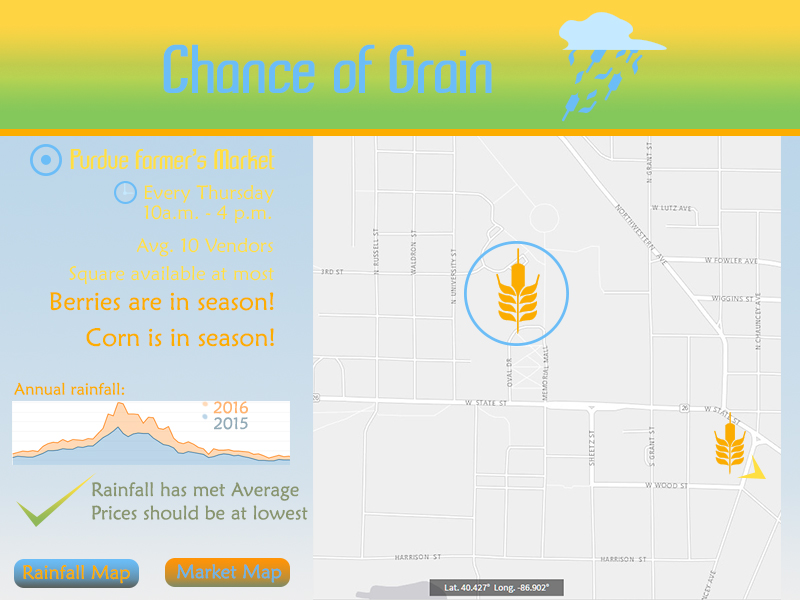 Chance of Grain
Purdue Farmer's Market
Every Thursday
10a.m. - 4 p.m.
Avg. 10 Vendors
Square available at most
Berries are in season!
Corn is in season!
Annual rainfall:
2016
2015
Rainfall has met Average
Prices should be at lowest
Rainfall Map
Market Map
N GRANT ST
W LUTZ AVE
NORTHWESTERN AVE
N RUSSELL ST
WALDRON ST
N UNIVERSITY ST
3RD ST
W FOWLER AVE
WIGGINS ST
N CHAUNCEY AVE
OVAL DR
MEMORIAL MALL
26
W STATE ST
26
W STATE ST
SHEETZ ST
S GRANT ST
W WOOD ST
HARRISON ST
HARRISON ST
NCEY AVE
Lat. 40.427° Long. -86.902°